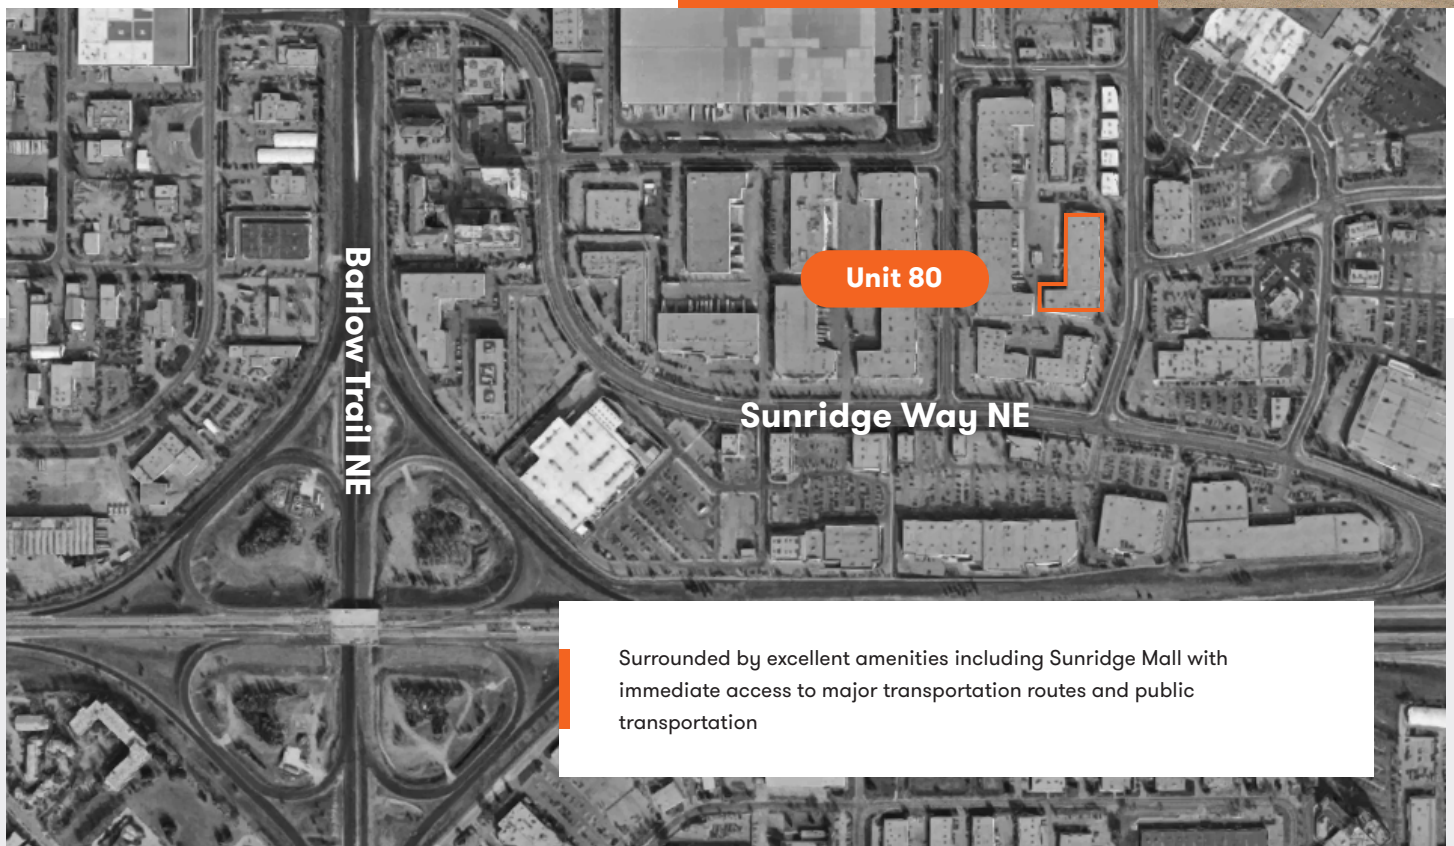 Unit 80
Barlow Trail NE
Sunridge Way NE
Surrounded by excellent amenities including Sunridge Mall with
immediate access to major transportation routes and public
transportation